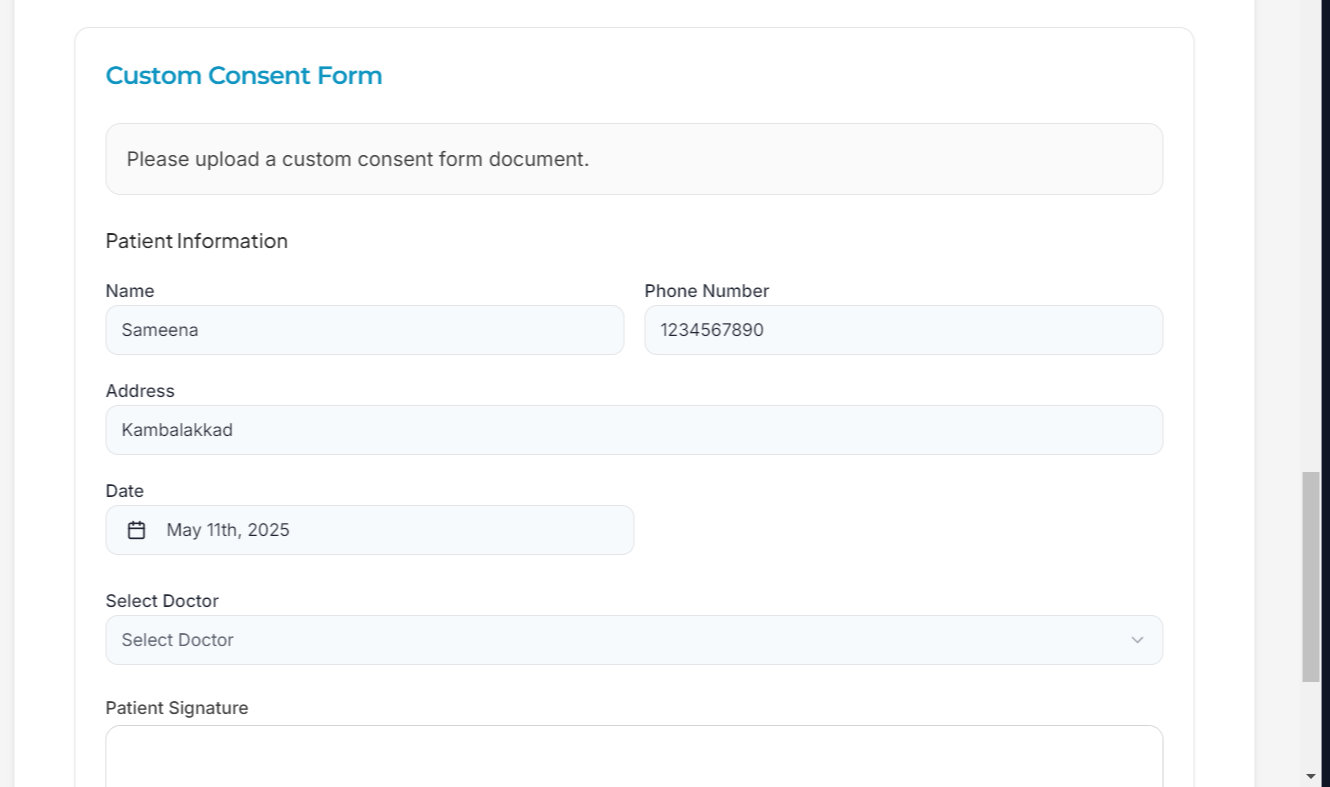 Custom Consent Form
Please upload a custom consent form document.
Patient Information
Name
Phone Number
Sameena
1234567890
Address
Kambalakkad
Date
May 11th, 2025
Select Doctor
Select Doctor
Patient Signature